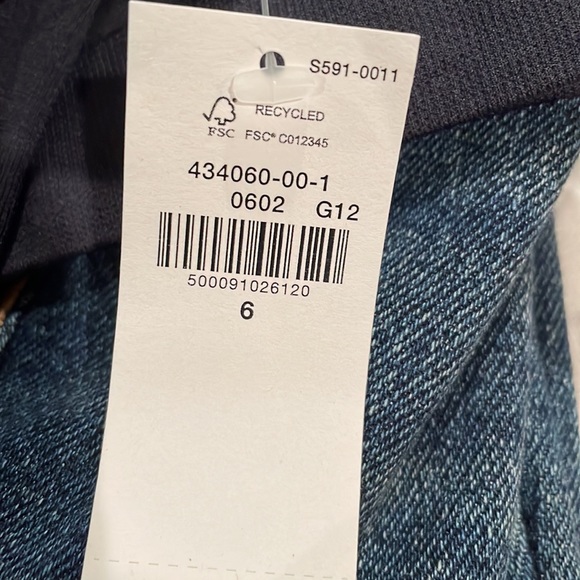 S591-0011
RECYCLED
FSC FSC® C012345
434060-00-1
0602 G12
500091026120
6